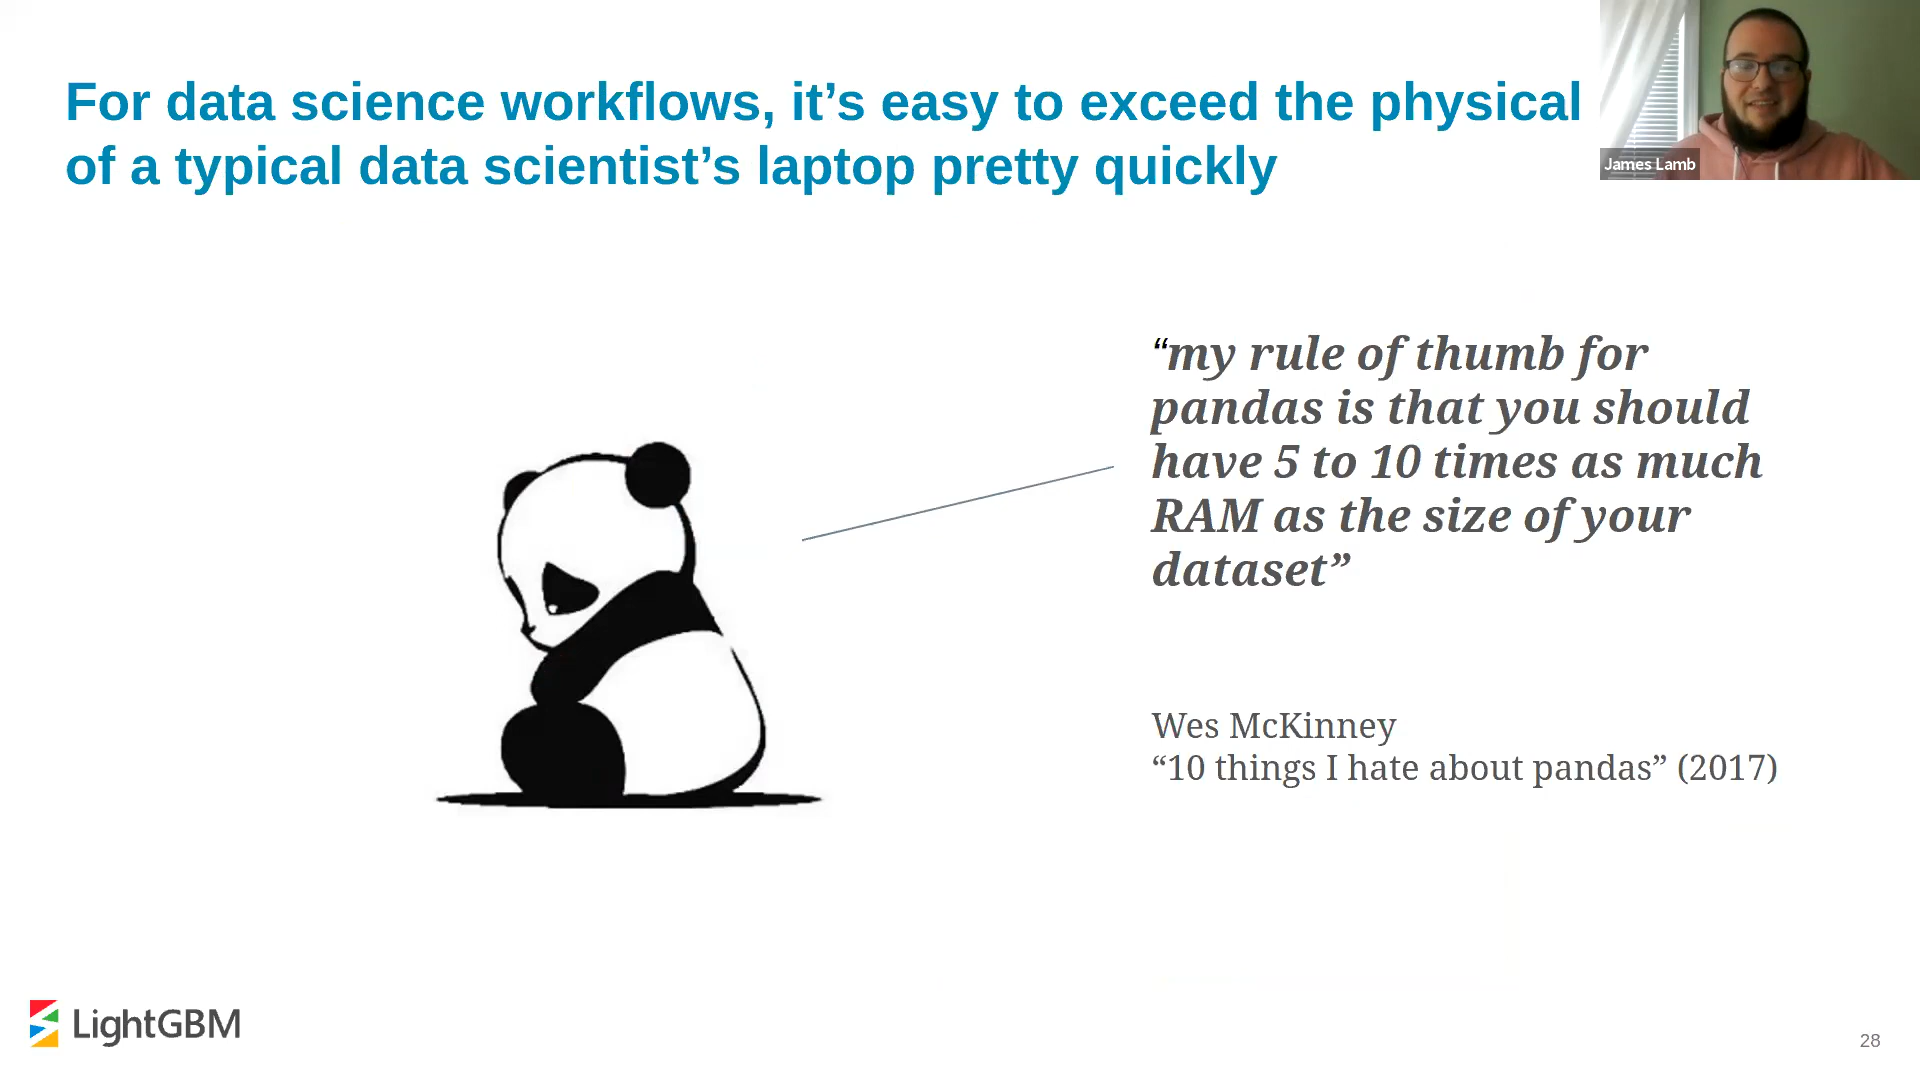 For data science workflows, it’s easy to exceed the physical
of a typical data scientist’s laptop pretty quickly
James Lamb
“my rule of thumb for
pandas is that you should
have 5 to 10 times as much
RAM as the size of your
dataset”
Wes McKinney
“10 things I hate about pandas” (2017)
LightGBM
28